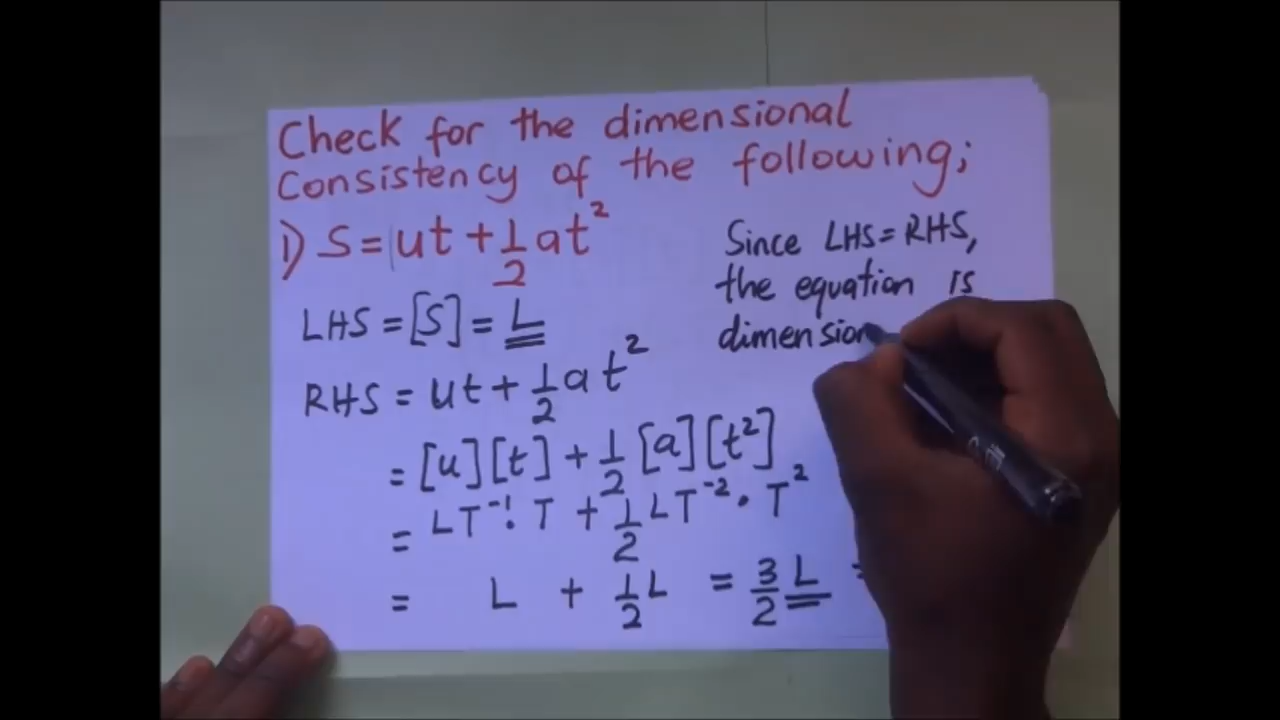 Check for the dimensional
Consistency of the following;
1) S = ut + 1/2 at²
LHS = [S] = L
RHS = ut + 1/2 at²
= [u][t] + 1/2 [a][t²]
= LT⁻¹ · T + 1/2 LT⁻² · T²
= L + 1/2 L = 3/2 L =
Since LHS = RHS,
the equation is
dimension